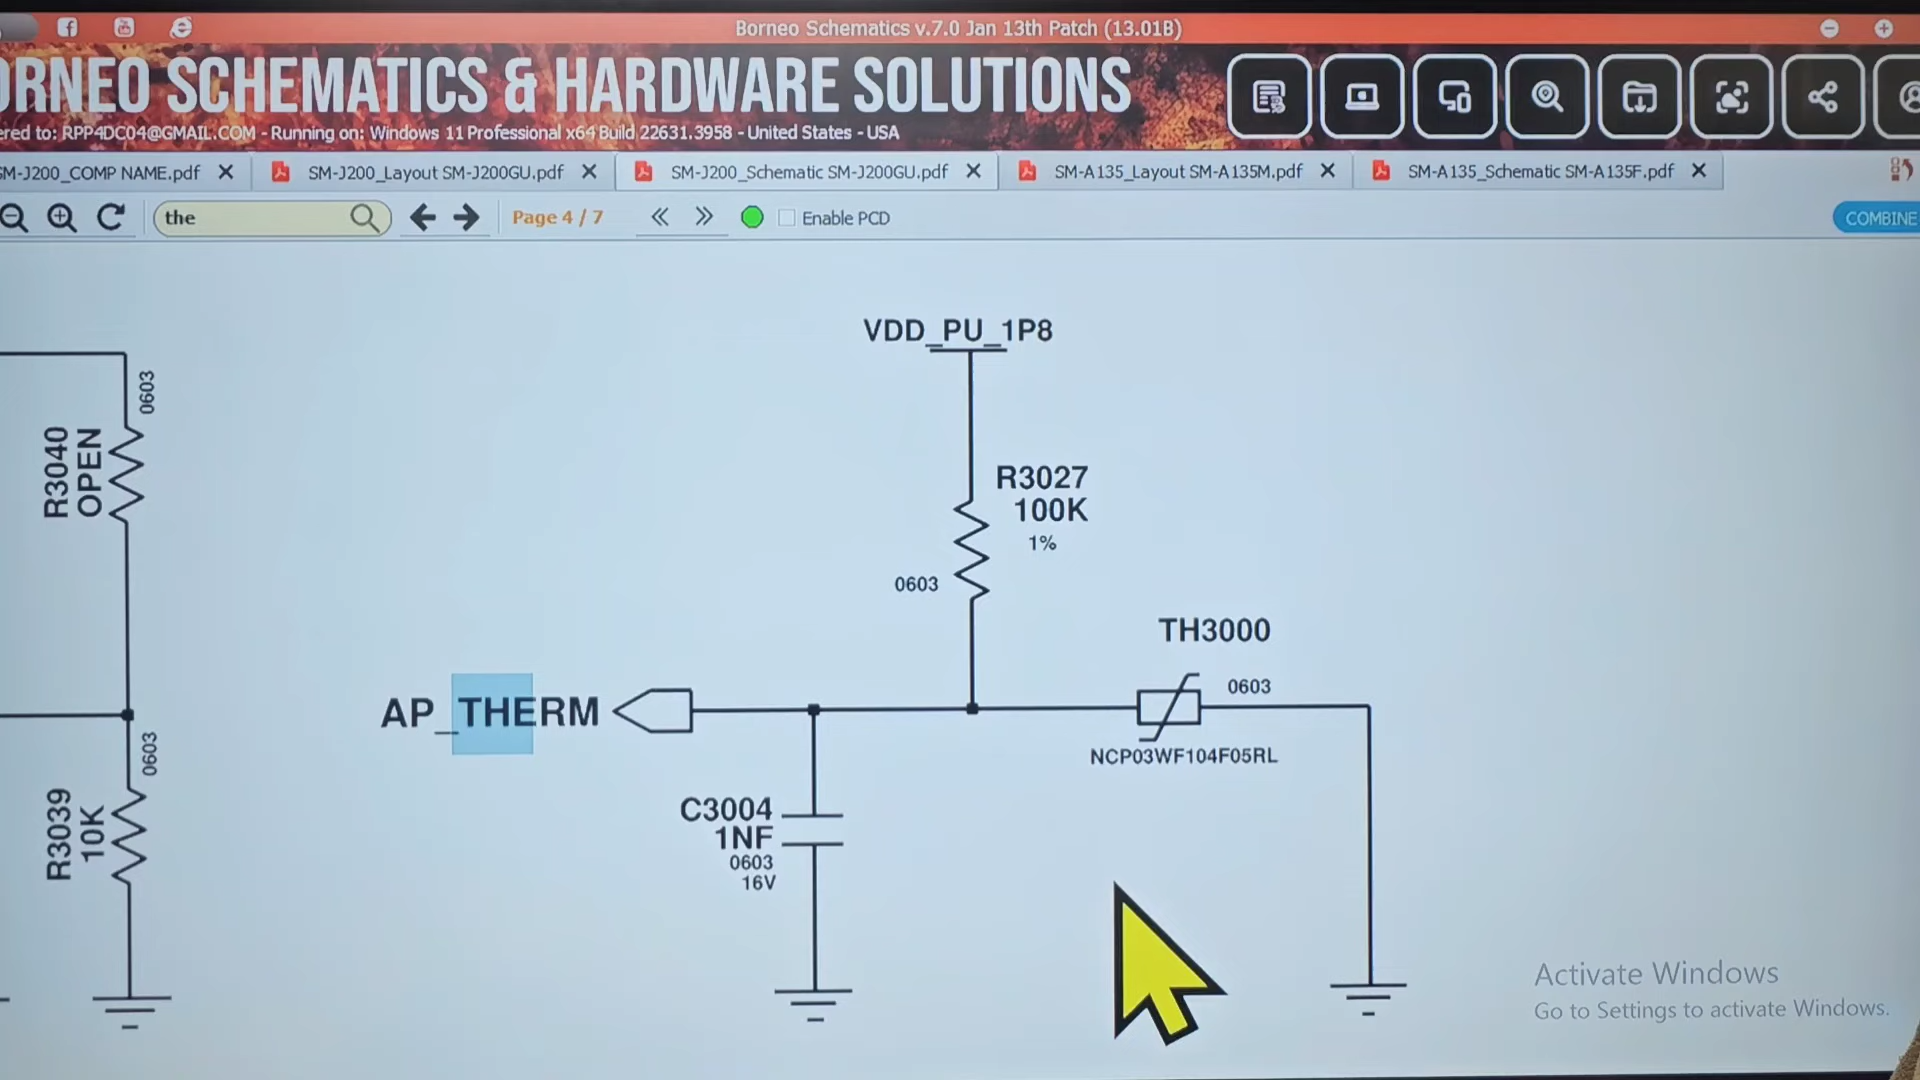 Borneo Schematics v.7.0 Jan 13th Patch (13.01B)
ORNEO SCHEMATICS & HARDWARE SOLUTIONS
ered to: RPP4DC04@GMAIL.COM - Running on: Windows 11 Professional x64 Build 22631.3958 - United States - USA
SM-J200_COMP NAME.pdf
SM-J200_Layout SM-J200GU.pdf
SM-J200_Schematic SM-J200GU.pdf
SM-A135_Layout SM-A135M.pdf
SM-A135_Schematic SM-A135F.pdf
the
Page 4 / 7
Enable PCD
COMBINE
VDD_PU_1P8
0603
R3040
OPEN
R3027
100K
1%
0603
TH3000
0603
AP_THERM
NCP03WF104F05RL
0603
R3039
10K
C3004
1NF
0603
16V
Activate Windows
Go to Settings to activate Windows.